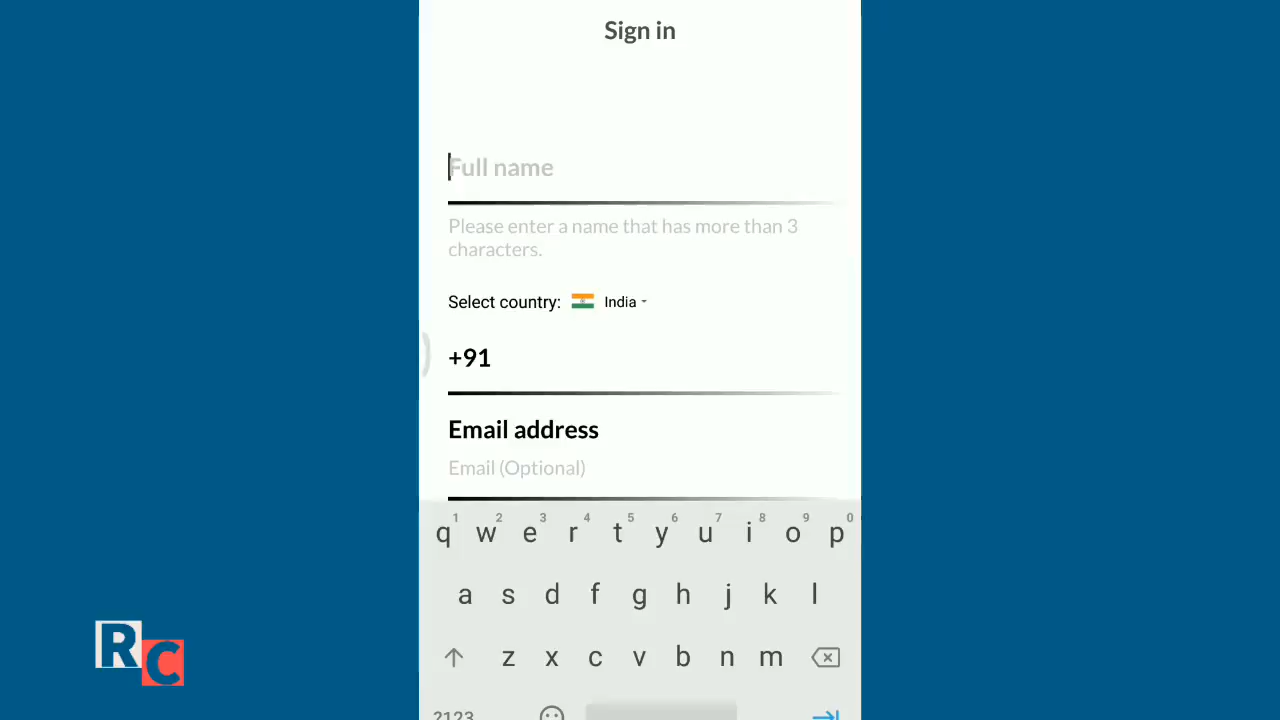 Sign in
Full name
Please enter a name that has more than 3
characters.
Select country: India
+91
Email address
Email (Optional)
1 2 3 4 5 6 7 8 9 0
q w e r t y u i o p
a s d f g h j k l
z x c v b n m
2123
RC